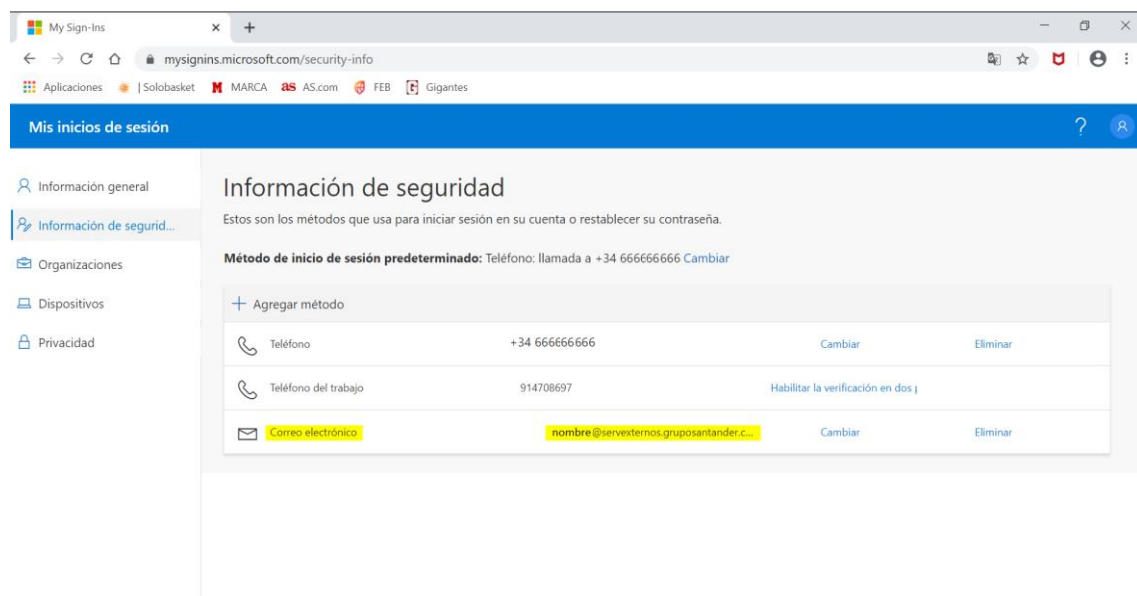 My Sign-Ins
mysignins.microsoft.com/security-info
Aplicaciones | Solobasket M MARCA as AS.com FEB Gigantes
Mis inicios de sesión ?
Información general
Información de segurid...
Organizaciones
Dispositivos
Privacidad
Información de seguridad
Estos son los métodos que usa para iniciar sesión en su cuenta o restablecer su contraseña.
Método de inicio de sesión predeterminado: Teléfono: llamada a +34 666666666 Cambiar
+ Agregar método
Teléfono +34 666666666 Cambiar Eliminar
Teléfono del trabajo 914708697 Habilitar la verificación en dos p
Correo electrónico nombre@servexternos.gruposantander.c... Cambiar Eliminar